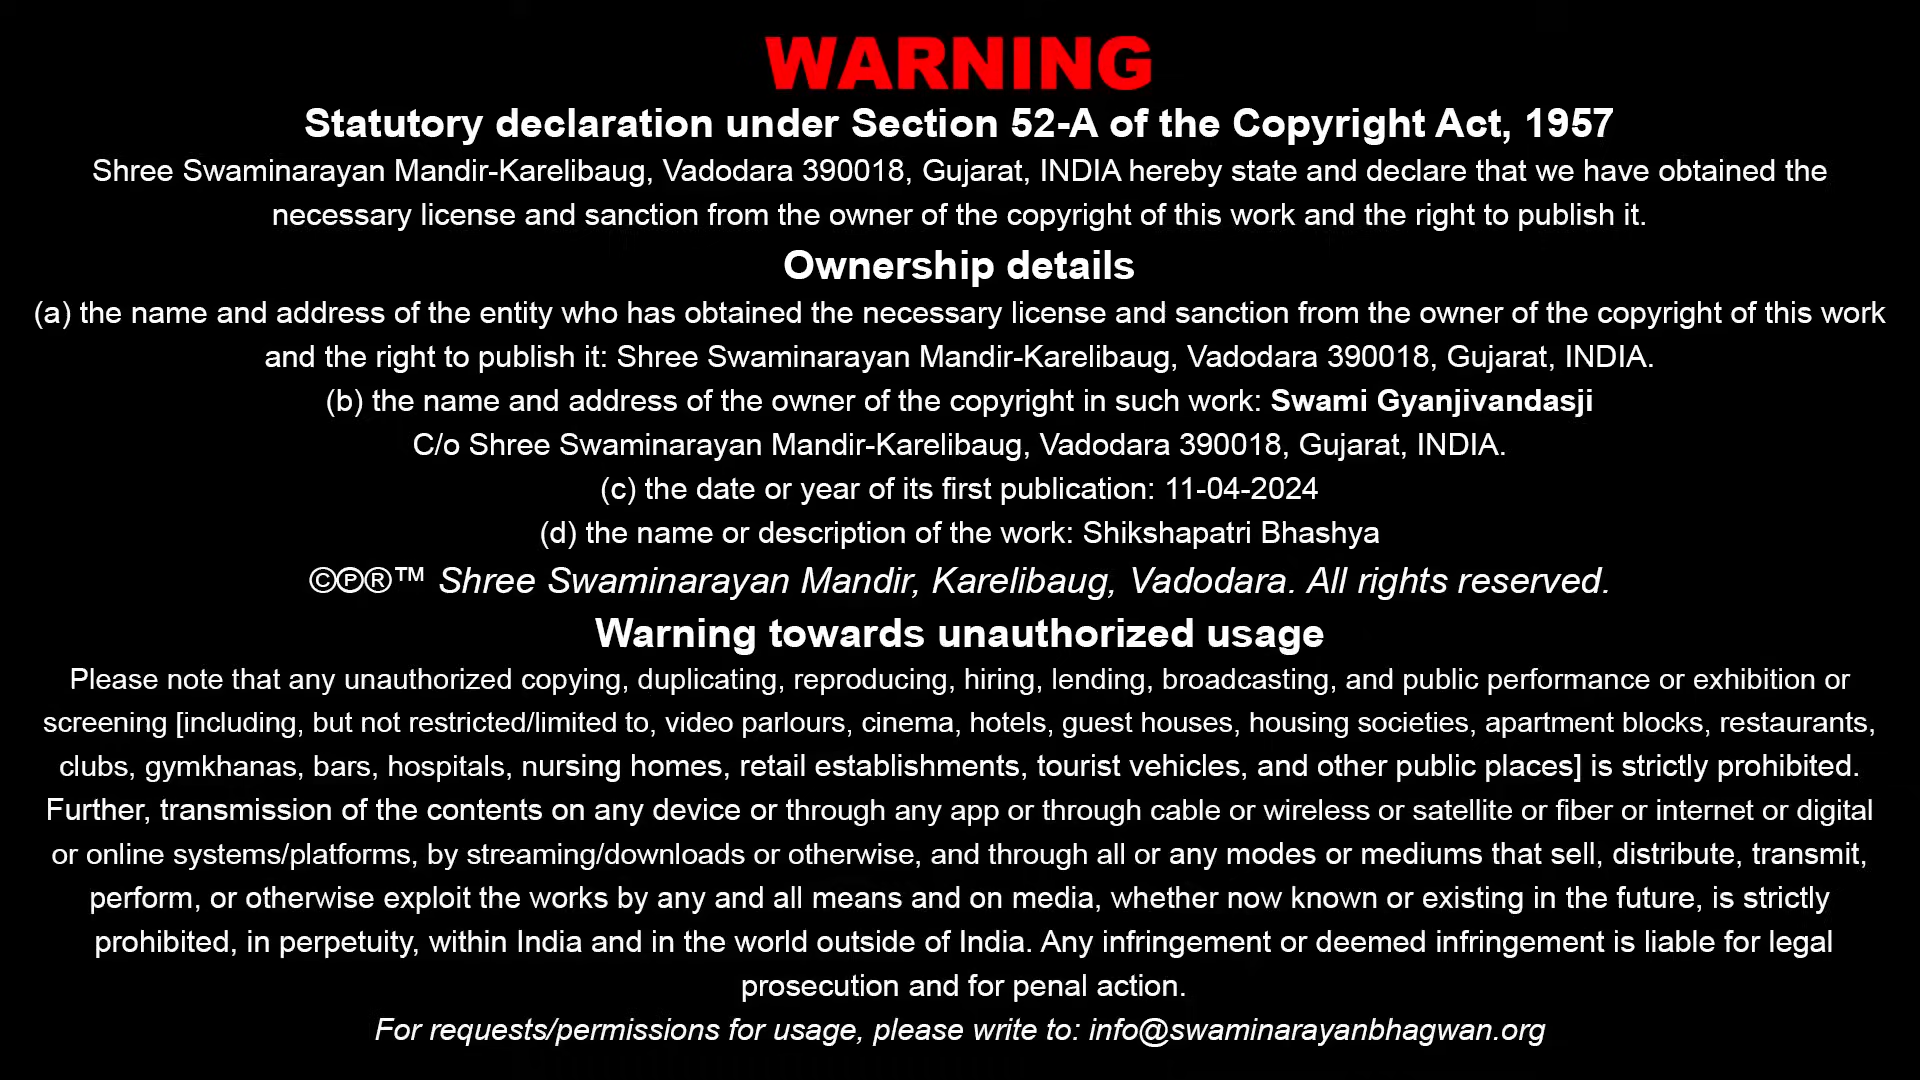 WARNING
Statutory declaration under Section 52-A of the Copyright Act, 1957
Shree Swaminarayan Mandir-Karelibaug, Vadodara 390018, Gujarat, INDIA hereby state and declare that we have obtained the
necessary license and sanction from the owner of the copyright of this work and the right to publish it.
Ownership details
(a) the name and address of the entity who has obtained the necessary license and sanction from the owner of the copyright of this work
and the right to publish it: Shree Swaminarayan Mandir-Karelibaug, Vadodara 390018, Gujarat, INDIA.
(b) the name and address of the owner of the copyright in such work: Swami Gyanjivandasji
C/o Shree Swaminarayan Mandir-Karelibaug, Vadodara 390018, Gujarat, INDIA.
(c) the date or year of its first publication: 11-04-2024
(d) the name or description of the work: Shikshapatri Bhashya
©℗®™ Shree Swaminarayan Mandir, Karelibaug, Vadodara. All rights reserved.
Warning towards unauthorized usage
Please note that any unauthorized copying, duplicating, reproducing, hiring, lending, broadcasting, and public performance or exhibition or
screening [including, but not restricted/limited to, video parlours, cinema, hotels, guest houses, housing societies, apartment blocks, restaurants,
clubs, gymkhanas, bars, hospitals, nursing homes, retail establishments, tourist vehicles, and other public places] is strictly prohibited.
Further, transmission of the contents on any device or through any app or through cable or wireless or satellite or fiber or internet or digital
or online systems/platforms, by streaming/downloads or otherwise, and through all or any modes or mediums that sell, distribute, transmit,
perform, or otherwise exploit the works by any and all means and on media, whether now known or existing in the future, is strictly
prohibited, in perpetuity, within India and in the world outside of India. Any infringement or deemed infringement is liable for legal
prosecution and for penal action.
For requests/permissions for usage, please write to: info@swaminarayanbhagwan.org